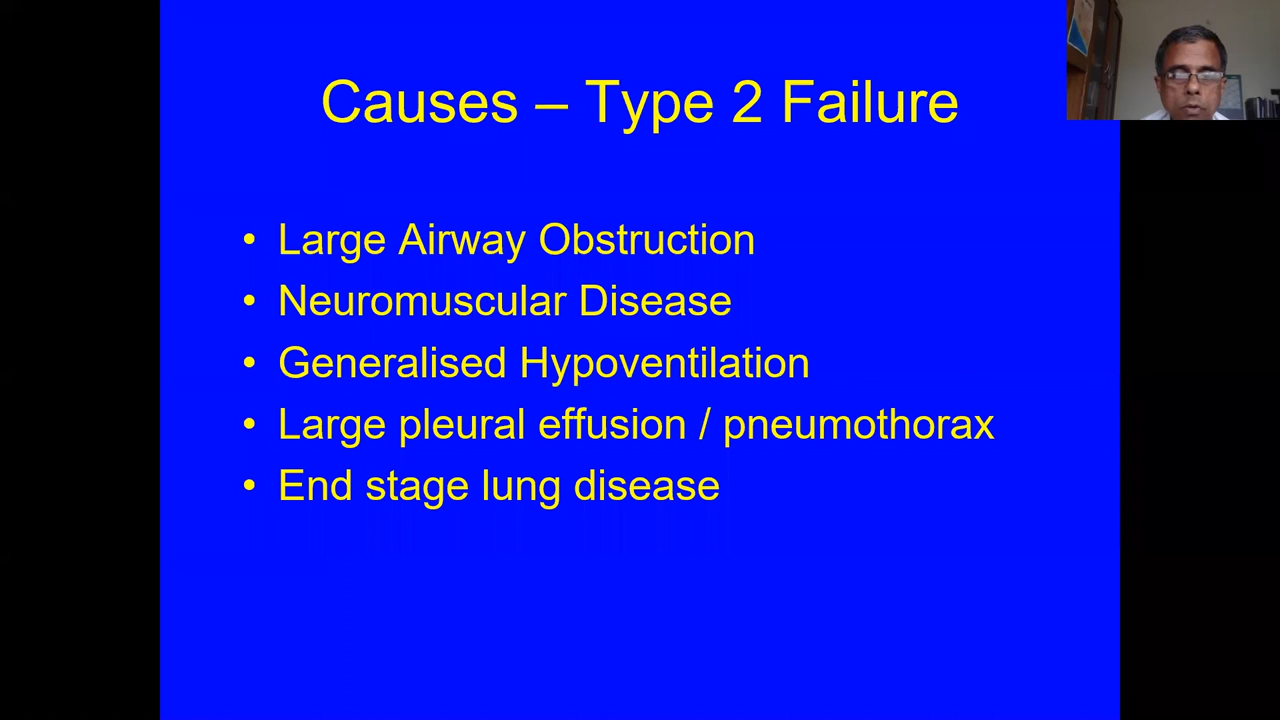 Causes – Type 2 Failure
• Large Airway Obstruction
• Neuromuscular Disease
• Generalised Hypoventilation
• Large pleural effusion / pneumothorax
• End stage lung disease